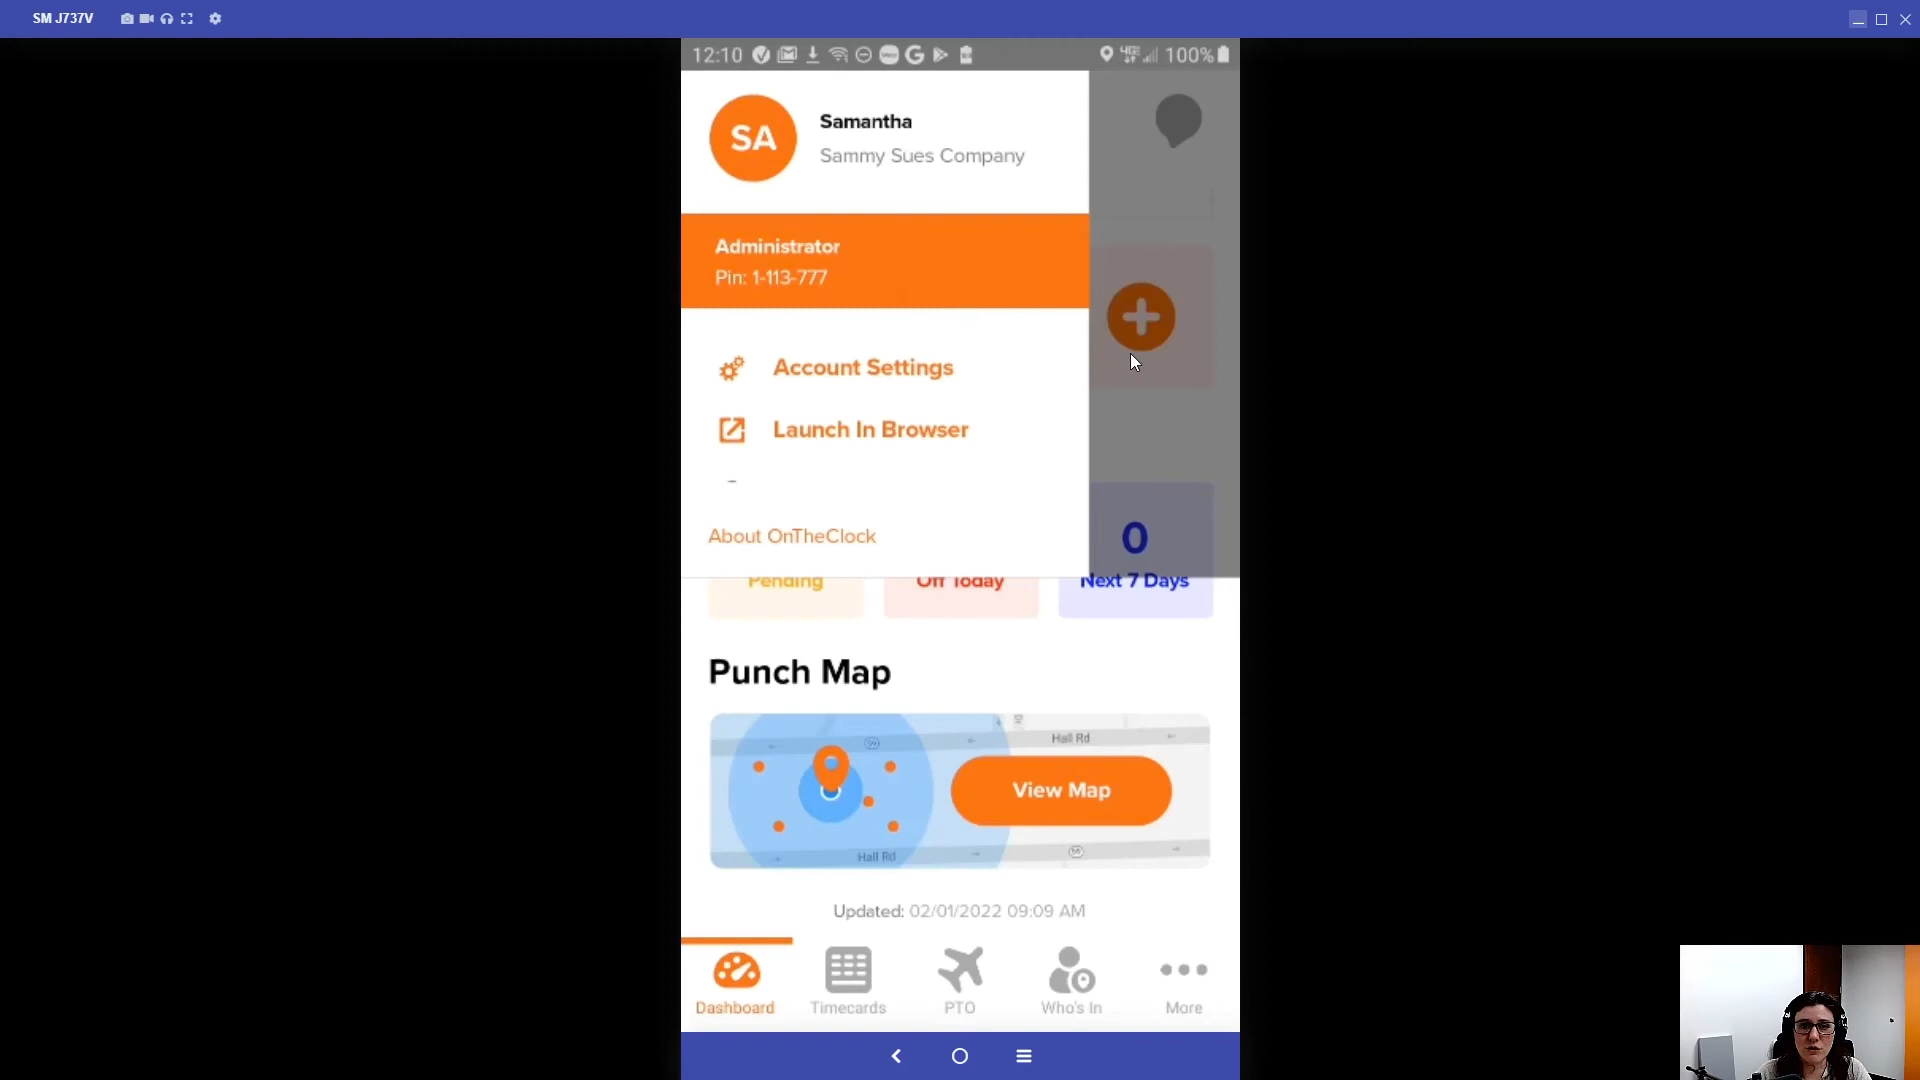 SM J737V
12:10
100%
SA
Samantha
Sammy Sues Company
Administrator
Pin: 1-113-777
Account Settings
Launch In Browser
About OnTheClock
0
Pending
Off Today
Next 7 Days
Punch Map
Hall Rd
59
View Map
Hall Rd
59
Updated: 02/01/2022 09:09 AM
Dashboard
Timecards
PTO
Who's In
More